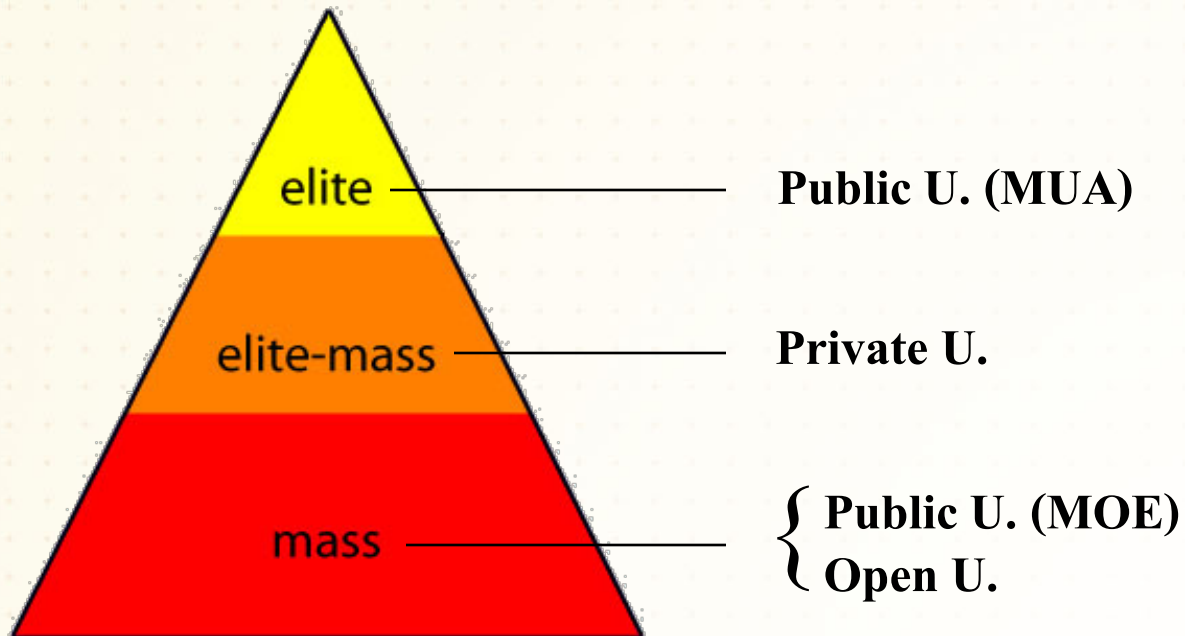 elite
Public U. (MUA)
elite-mass
Private U.
mass
Public U. (MOE)
Open U.